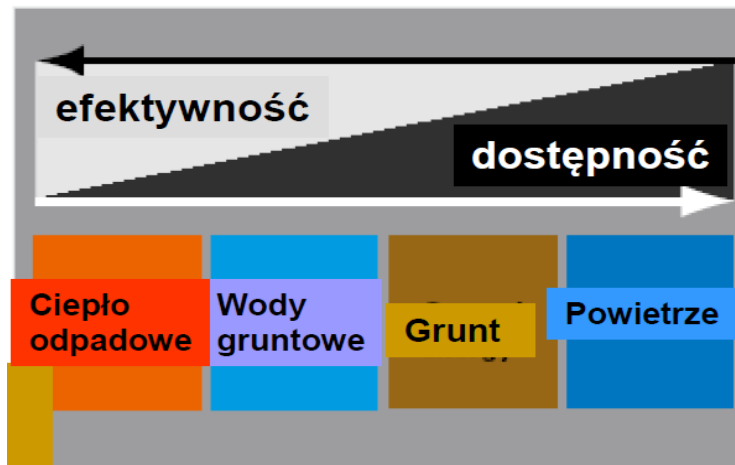 efektywność
dostępność
Ciepło
odpadowe
Wody
gruntowe
Grunt
Powietrze